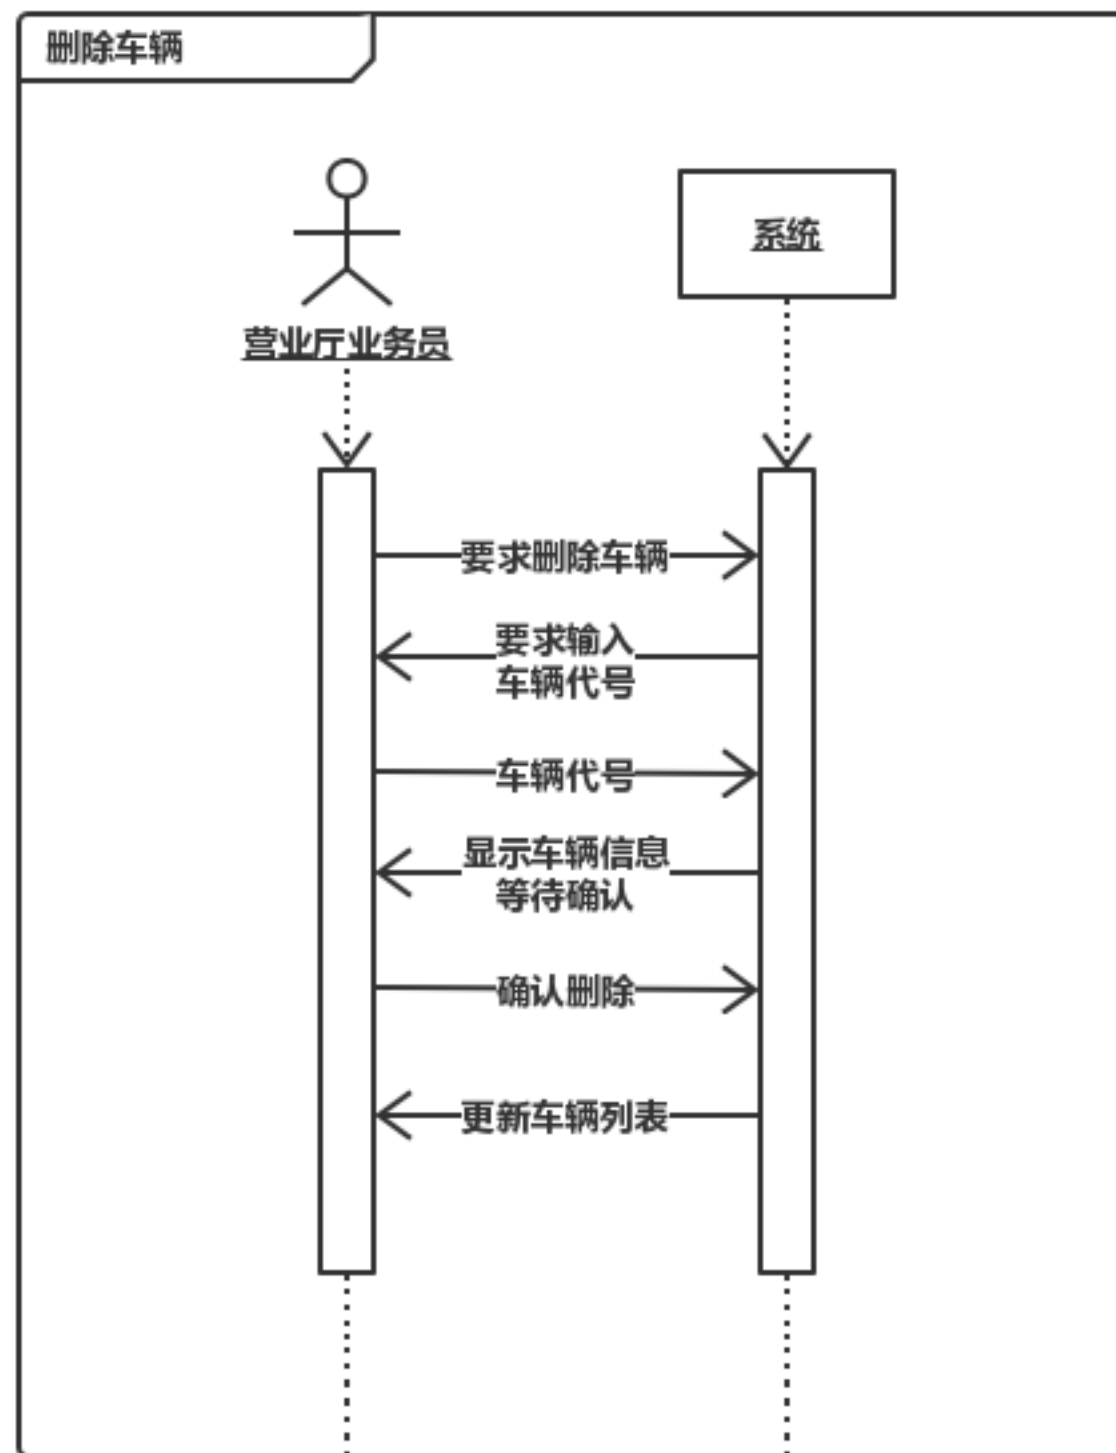 删除车辆
系统
营业厅业务员
要求删除车辆
要求输入
车辆代号
车辆代号
显示车辆信息
等待确认
确认删除
更新车辆列表